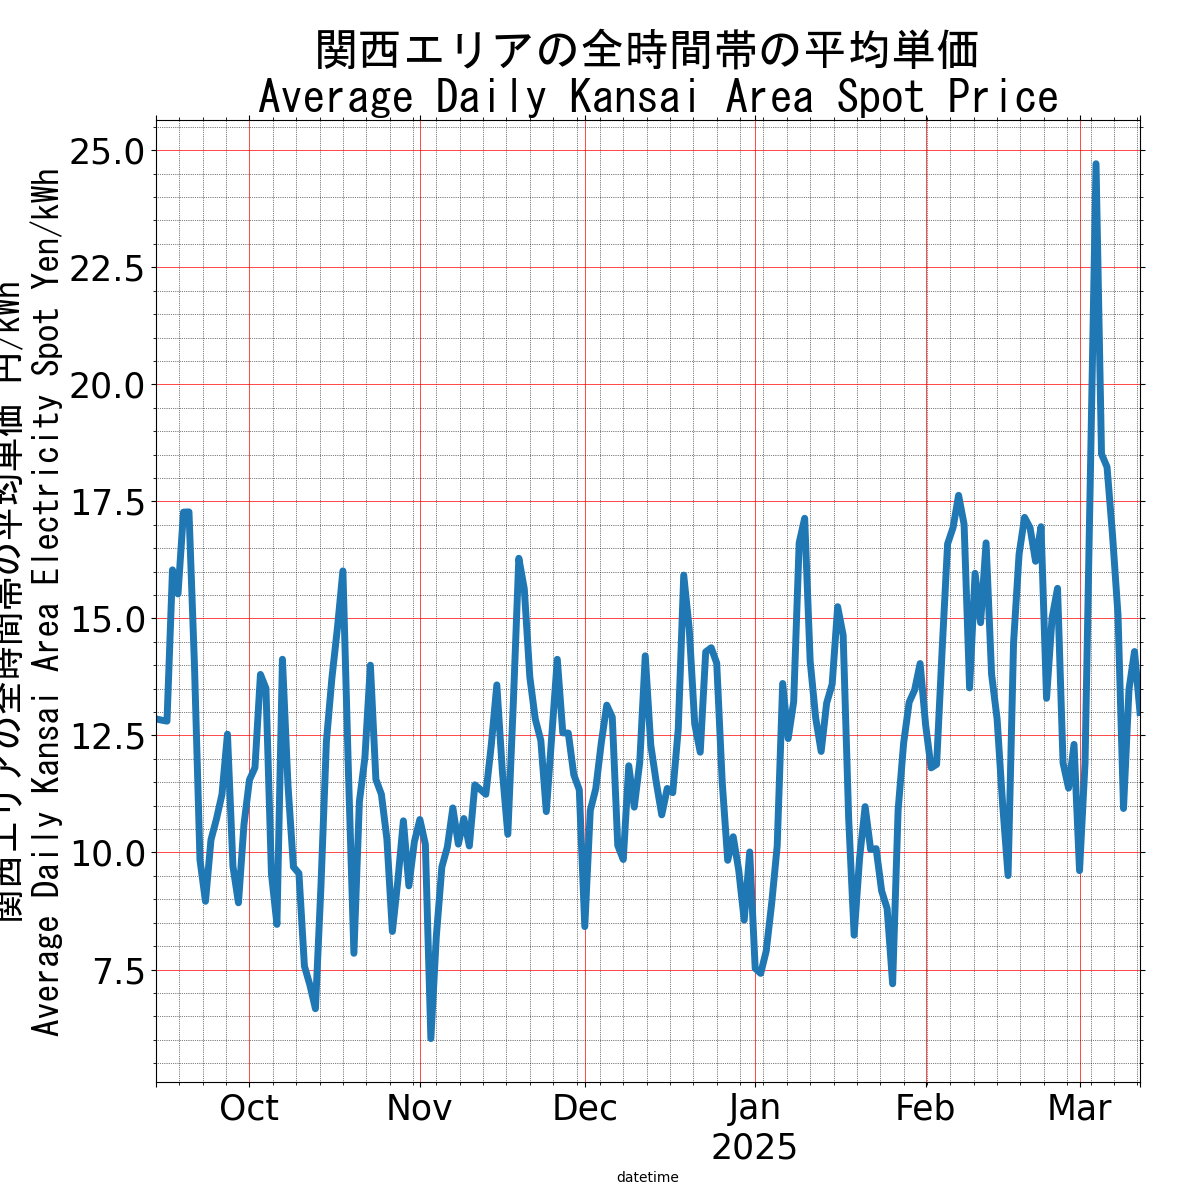 関西エリアの全時間帯の平均単価
Average Daily Kansai Area Spot Price
関西エリアの全時間帯の平均単価 円/kWh
Average Daily Kansai Area Electricity Spot Yen/kWh
25.0
22.5
20.0
17.5
15.0
12.5
10.0
7.5
Oct
Nov
Dec
Jan
2025
Feb
Mar
datetime